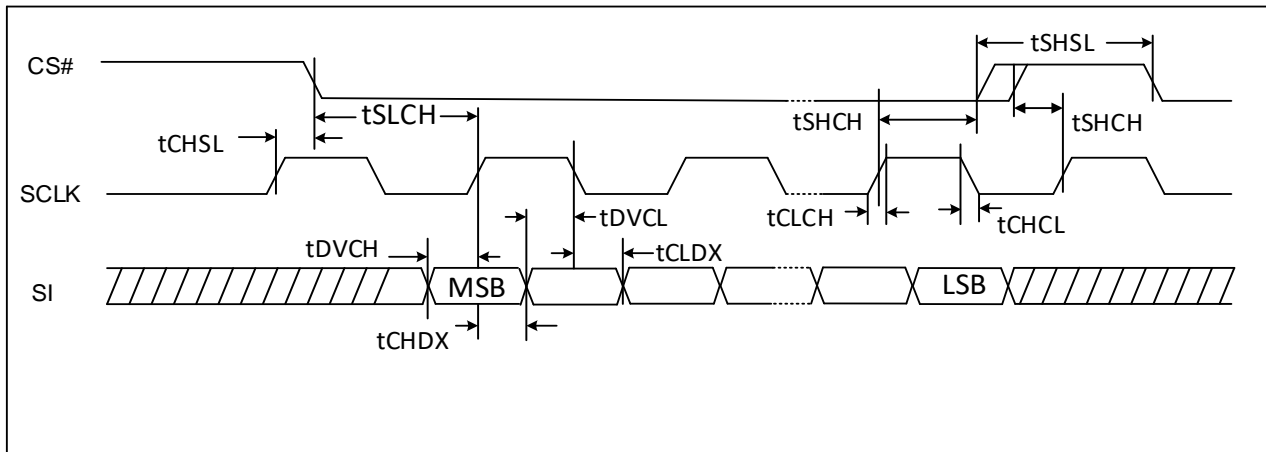 tSHSL
CS#
tSLCH
tSHCH
tSHCH
tCHSL
SCLK
tDVCL
tCLCH
tCHCL
tDVCH
tCLDX
SI
MSB
LSB
tCHDX